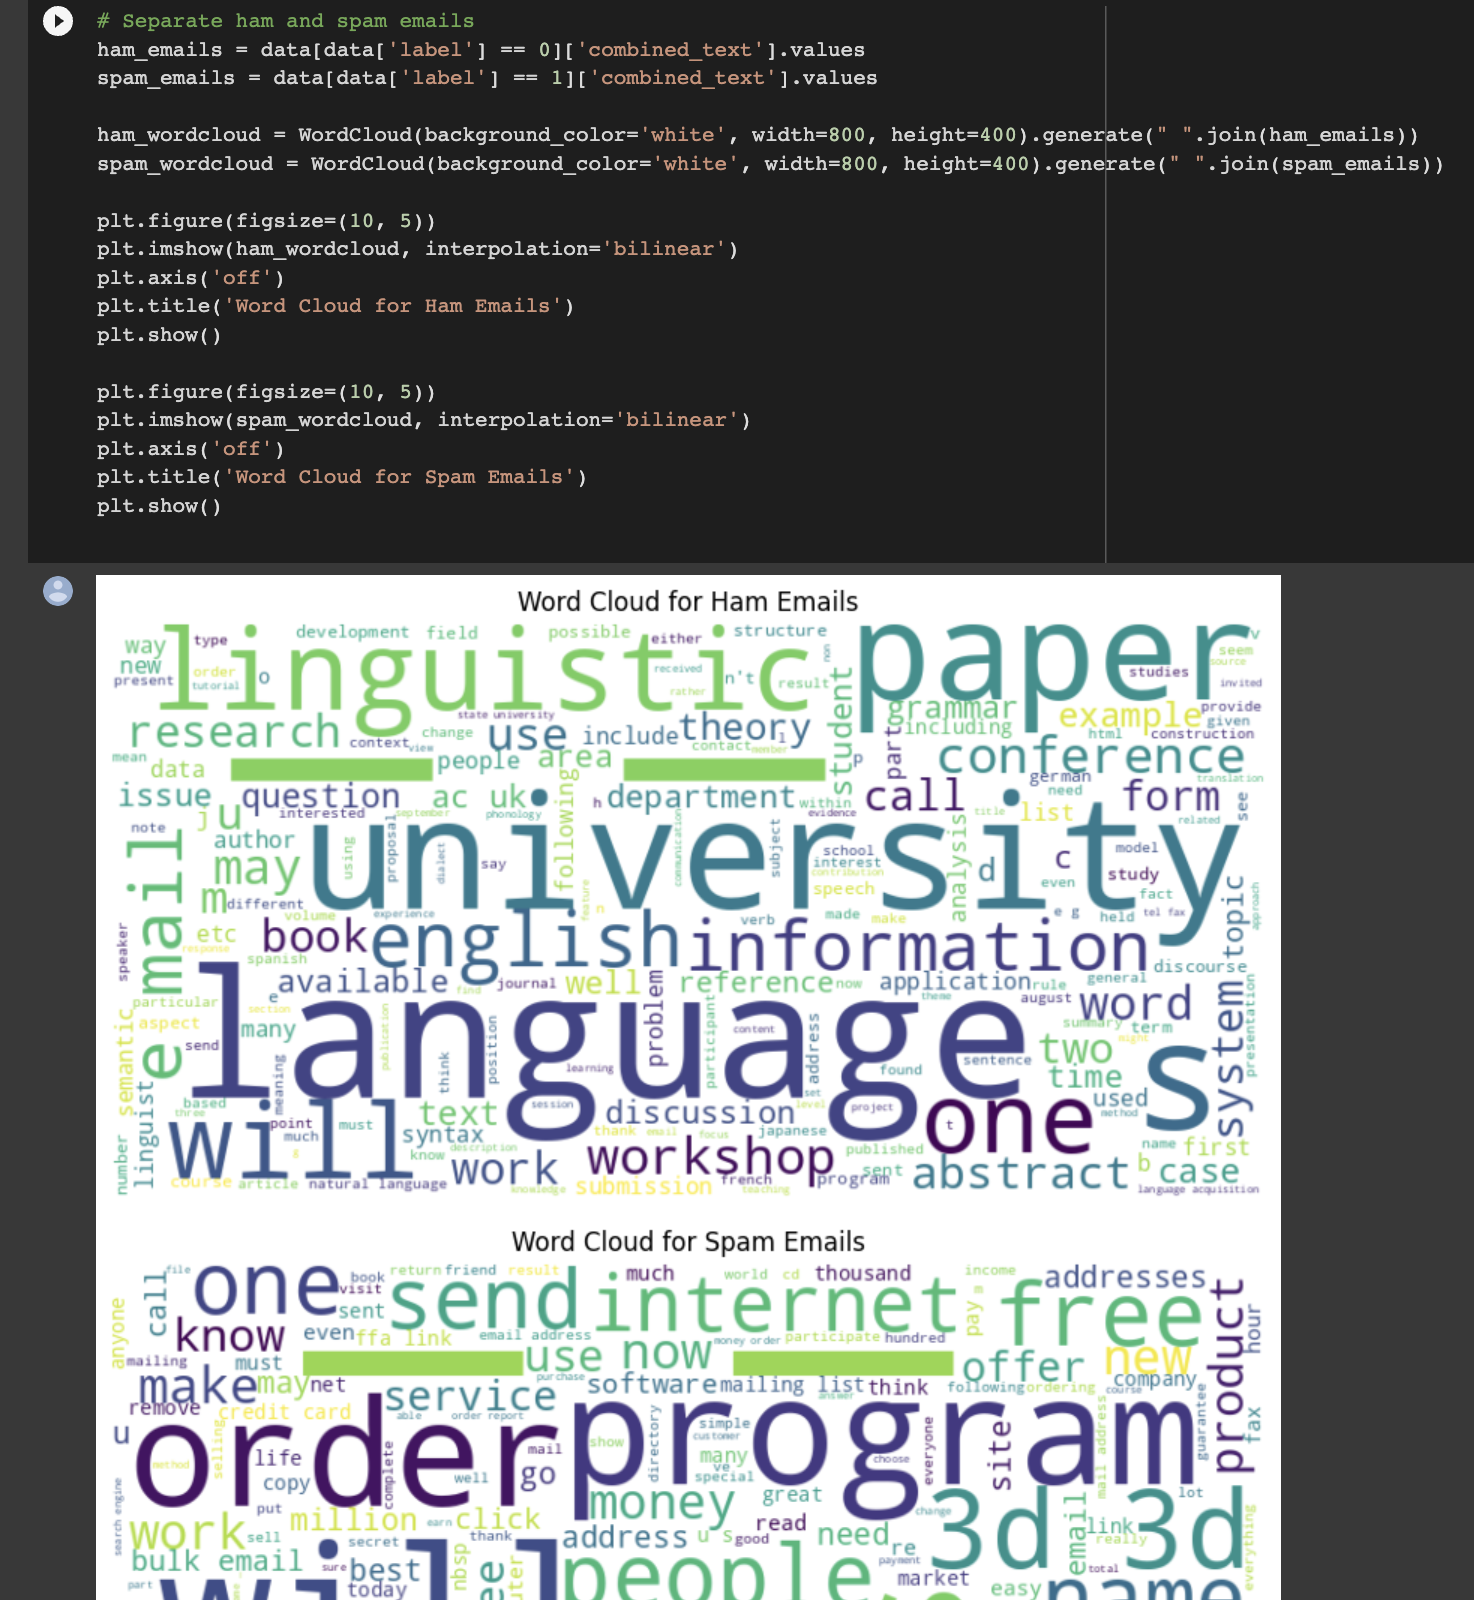 # Separate ham and spam emails
ham_emails = data[data['label'] == 0]['combined_text'].values
spam_emails = data[data['label'] == 1]['combined_text'].values
ham_wordcloud = WordCloud(background_color='white', width=800, height=400).generate(" ".join(ham_emails))
spam_wordcloud = WordCloud(background_color='white', width=800, height=400).generate(" ".join(spam_emails))
plt.figure(figsize=(10, 5))
plt.imshow(ham_wordcloud, interpolation='bilinear')
plt.axis('off')
plt.title('Word Cloud for Ham Emails')
plt.show()
plt.figure(figsize=(10, 5))
plt.imshow(spam_wordcloud, interpolation='bilinear')
plt.axis('off')
plt.title('Word Cloud for Spam Emails')
plt.show()
Word Cloud for Ham Emails
way type development field possible either structure v
new linguistic paper seem
present order tutorial o received rather n't result non student studies source invited
research state university use include theory grammar including example provide given
context view change contact member l part html construction
mean data people area p conference german translation
issue question ac uk following h department within call need form see
j u interested september phonology evidence title list related
note author university proposal dialect using say communication subject school interest contribution speech analysis d c model
may even study
m different volume experience feature n verb made make e g held fact tel fax topic approach
email etc response book english information discourse
speaker spanish available find journal well problem reference now application rule general presentation
particular e section language theme august word
semantic aspect many publication position participant content address summary term might
send meaning think learning sentence two system
linguist based three will text session discussion set found level project time s used method
point much must syntax thank email focus japanese one t name first
number g know description work workshop published sent abstract b case
course article natural language knowledge submission french teaching program language acquisition
Word Cloud for Spam Emails
file one book return friend result much world cd thousand income addresses
call visit send internet pay a free product hour
anyone know sent even ffa link email address money order participate hundred
mailing must use now offer new
make may net purchase software mailing list think following ordering course company
remove credit card service able order report answer guarantee fax
u selling order program simple customer directory everyone site mail address
method life complete mail show many ve special choose
copy well go money great change 3d 3d lot
search engine put million earn click read email link everything
work sell secret thank address u s good need re really
bulk email sure best nbsp people payment market total
part will today easy name